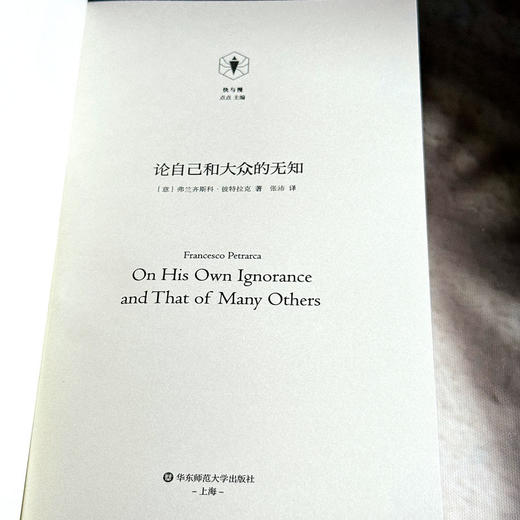 快与慢
点点 主编
论自己和大众的无知
［意］弗兰齐斯科·彼特拉克 著 张沛 译
Francesco Petrarca
On His Own Ignorance
and That of Many Others
华东师范大学出版社
–上海–